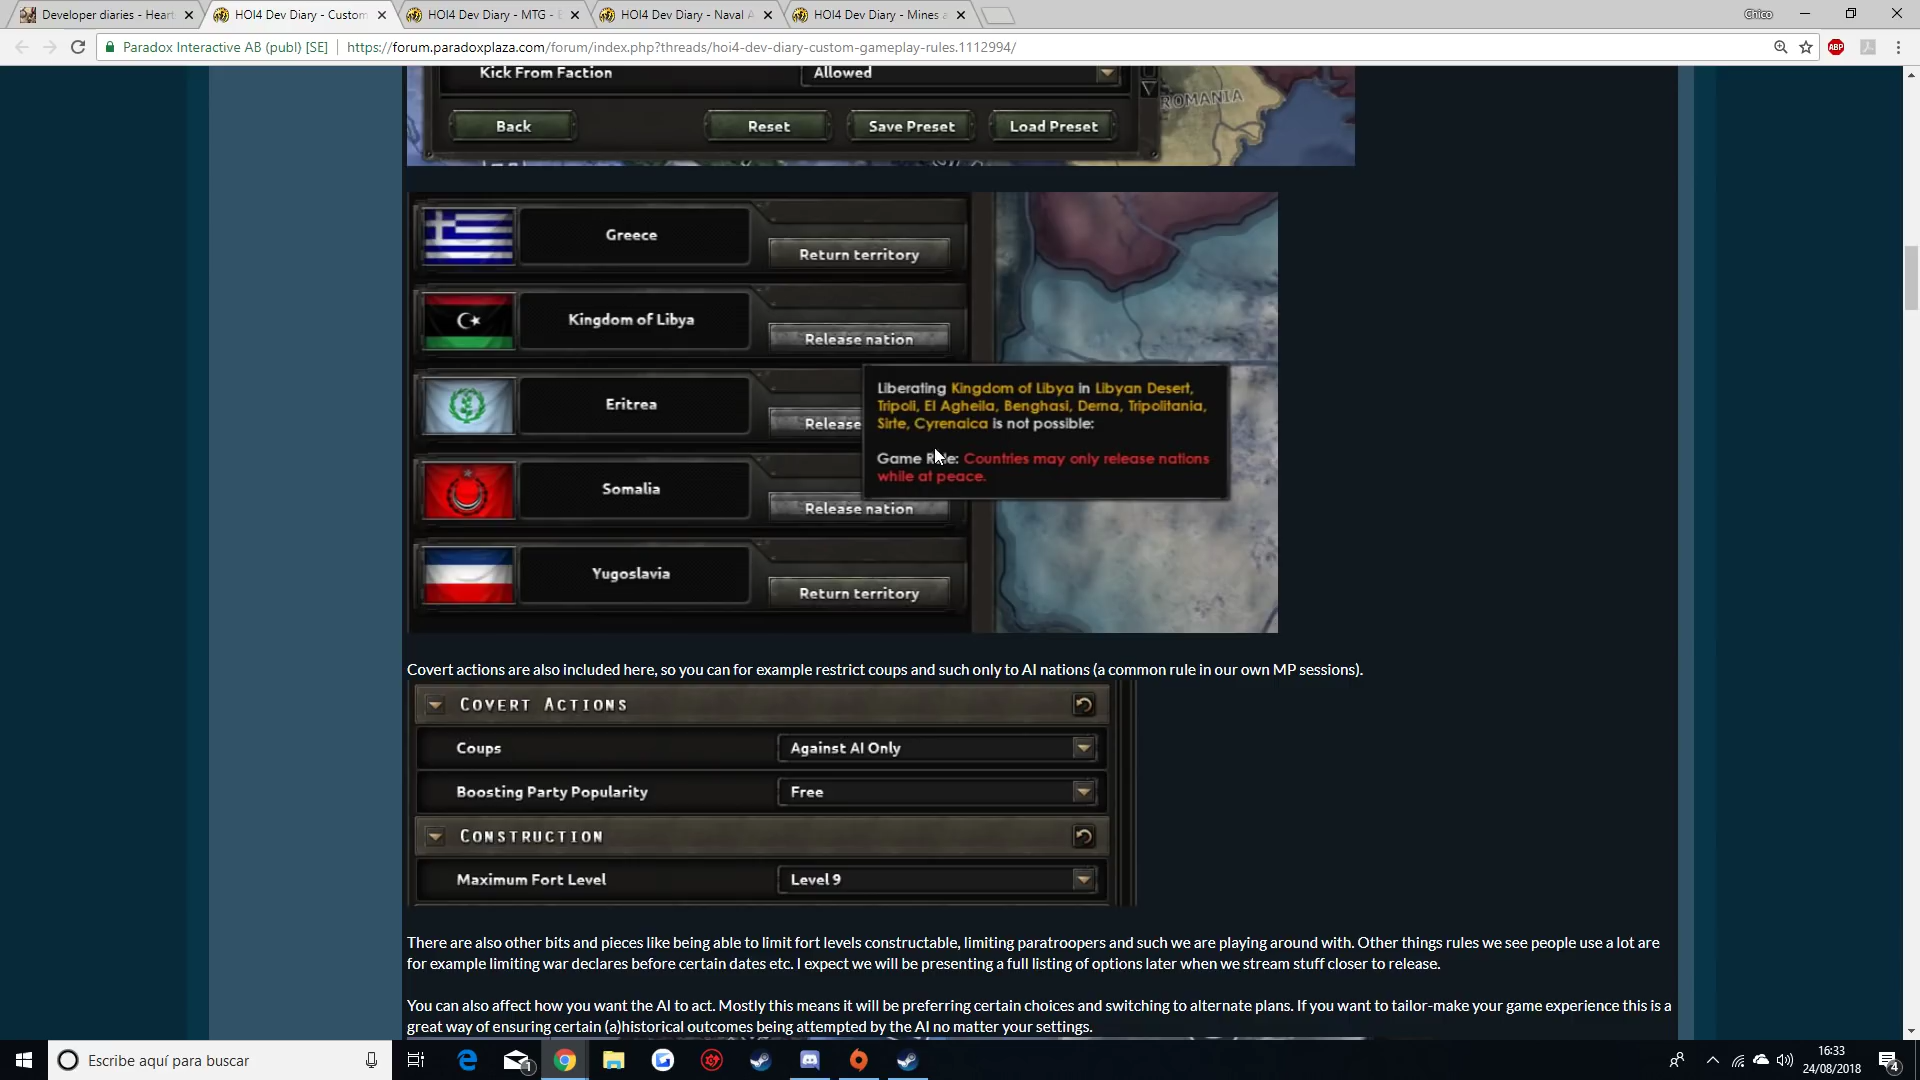 Developer diaries - Heart
HOI4 Dev Diary - Custom
HOI4 Dev Diary - MTG -
HOI4 Dev Diary - Naval A
HOI4 Dev Diary - Mines a
Chico
Paradox Interactive AB (publ) [SE]
https://forum.paradoxplaza.com/forum/index.php?threads/hoi4-dev-diary-custom-gameplay-rules.1112994/
ABP
Kick From Faction
Allowed
ROMANIA
Back
Reset
Save Preset
Load Preset
Greece
Return territory
Kingdom of Libya
Release nation
Eritrea
Release
Liberating Kingdom of Libya in Libyan Desert,
Tripoli, El Agheila, Benghasi, Derna, Tripolitania,
Sirte, Cyrenaica is not possible:
Game Rule: Countries may only release nations
while at peace.
Somalia
Release nation
Yugoslavia
Return territory
Covert actions are also included here, so you can for example restrict coups and such only to AI nations (a common rule in our own MP sessions).
COVERT ACTIONS
Coups
Against AI Only
Boosting Party Popularity
Free
CONSTRUCTION
Maximum Fort Level
Level 9
There are also other bits and pieces like being able to limit fort levels constructable, limiting paratroopers and such we are playing around with. Other things rules we see people use a lot are
for example limiting war declares before certain dates etc. I expect we will be presenting a full listing of options later when we stream stuff closer to release.
You can also affect how you want the AI to act. Mostly this means it will be preferring certain choices and switching to alternate plans. If you want to tailor-make your game experience this is a
great way of ensuring certain (a)historical outcomes being attempted by the AI no matter your settings.
Escribe aquí para buscar
1
16:33
24/08/2018
4